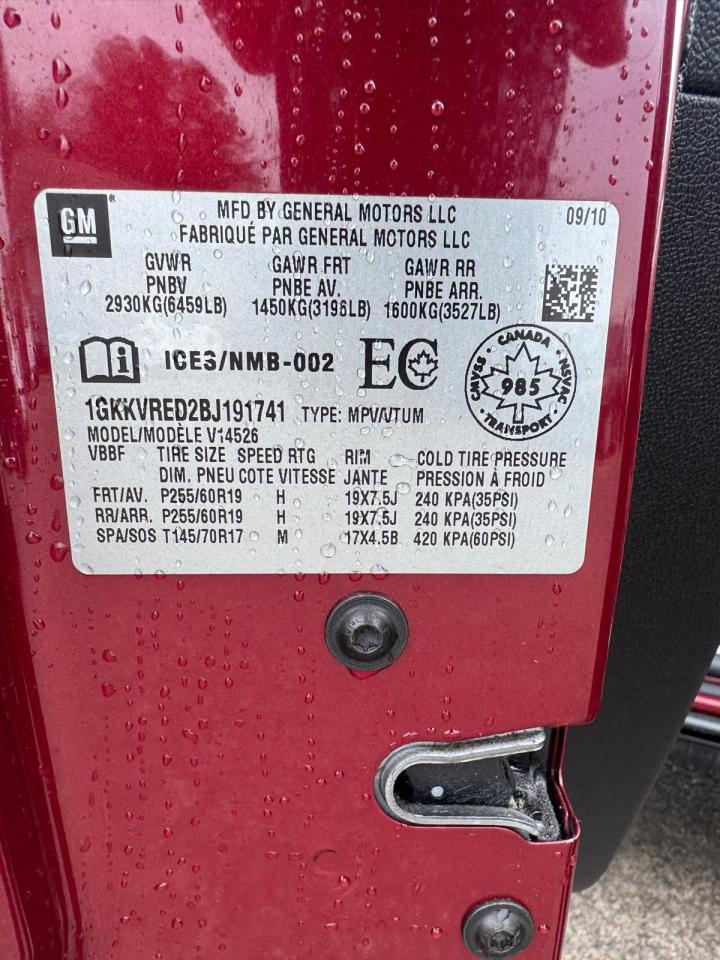 GM
MFD BY GENERAL MOTORS LLC 09/10
FABRIQUÉ PAR GENERAL MOTORS LLC
GVWR GAWR FRT GAWR RR
PNBV PNBE AV. PNBE ARR.
2930KG(6459LB) 1450KG(3196LB) 1600KG(3527LB)
ICE3/NMB-002 EC
CANADA
CMVSS · NSVAC
985
TRANSPORT
1GKKVRED2BJ191741 TYPE: MPV/VTUM
MODEL/MODÈLE V14526
VBBF TIRE SIZE SPEED RTG RIM COLD TIRE PRESSURE
DIM. PNEU COTE VITESSE JANTE PRESSION À FROID
FRT/AV. P255/60R19 H 19X7.5J 240 KPA(35PSI)
RR/ARR. P255/60R19 H 19X7.5J 240 KPA(35PSI)
SPA/SOS T145/70R17 M 17X4.5B 420 KPA(60PSI)